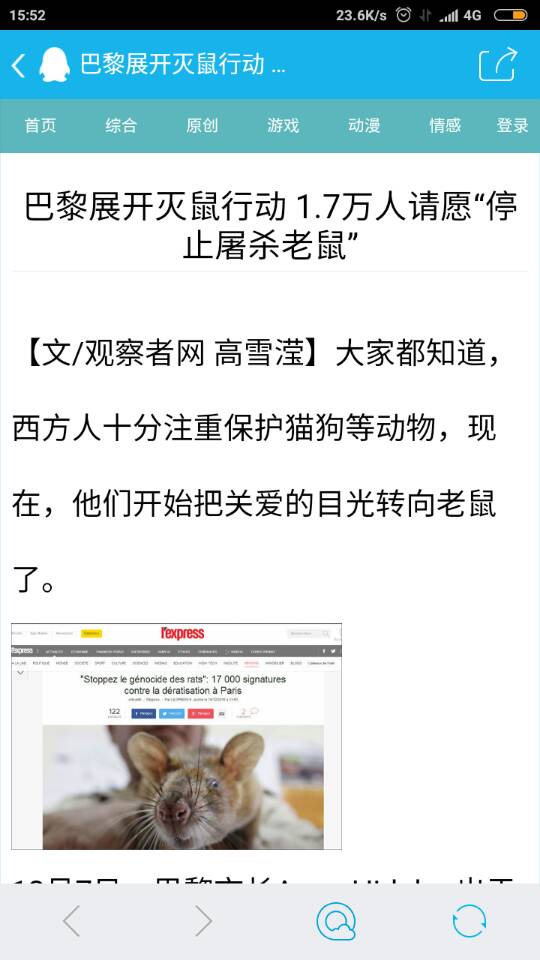 15:52
23.6K/s
4G
巴黎展开灭鼠行动 ...
首页 综合 原创 游戏 动漫 情感 登录
巴黎展开灭鼠行动 1.7万人请愿“停
止屠杀老鼠”
【文/观察者网 高雪滢】大家都知道，
西方人十分注重保护猫狗等动物，现
在，他们开始把关爱的目光转向老鼠
了。
l'express
"Stoppez le génocide des rats": 17 000 signatures
contre la dératisation à Paris
122